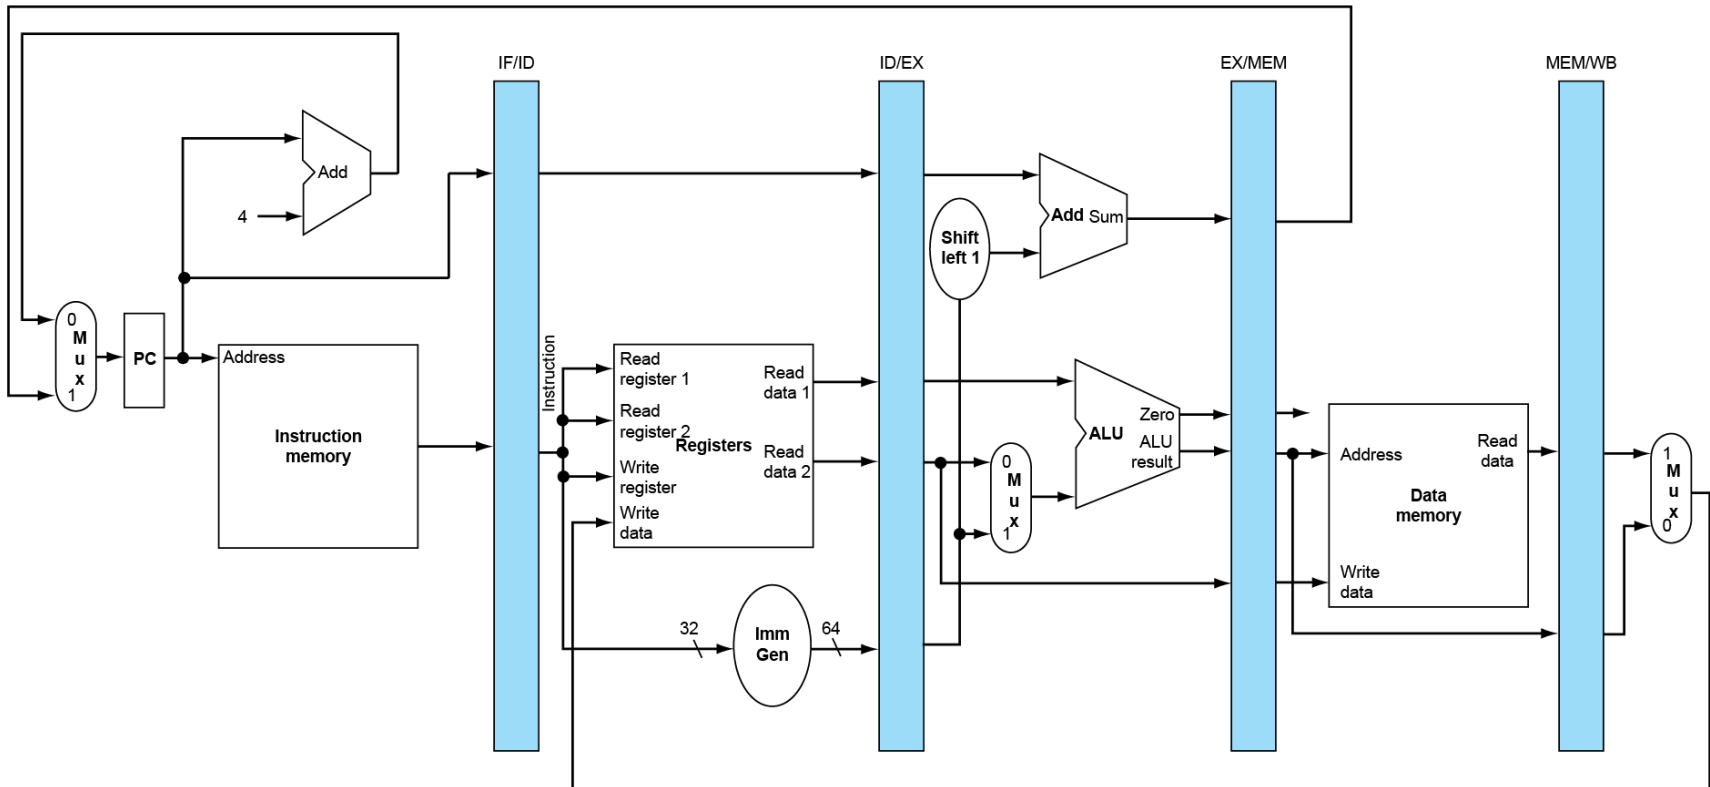 IF/ID
ID/EX
EX/MEM
MEM/WB
Add
4
Add Sum
Shift
left 1
0
M
u
x
1
PC
Address
Instruction
memory
Instruction
Read
register 1
Read
register 2
Write
register
Write
data
Registers
Read
data 1
Read
data 2
0
M
u
x
1
Zero
ALU
ALU
result
Address
Read
data
Data
memory
Write
data
1
M
u
x
0
32
Imm
Gen
64